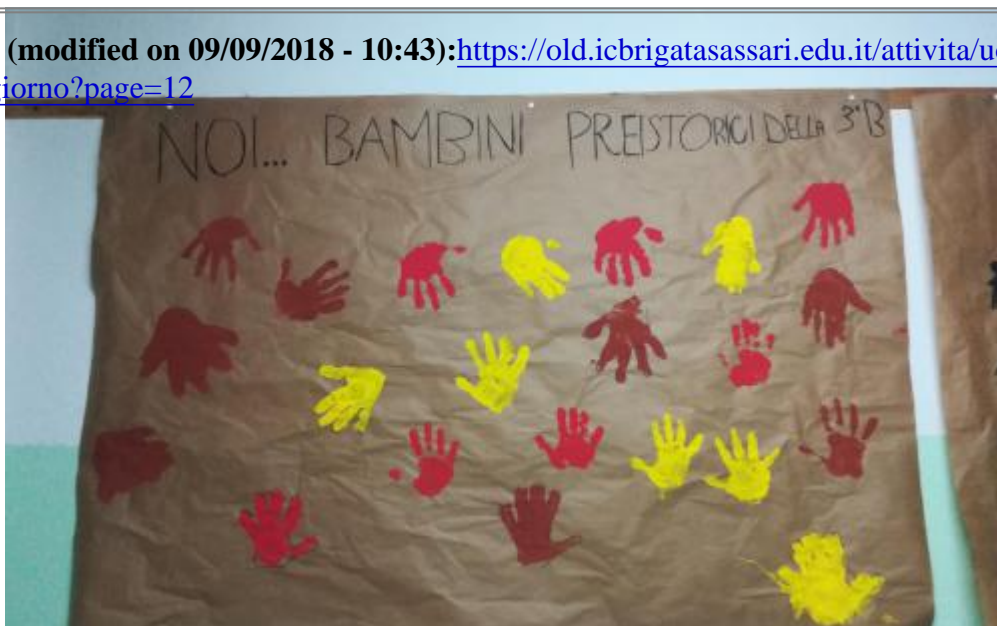 (modified on 09/09/2018 - 10:43):https://old.icbrigatasassari.edu.it/attivita/u
giorno?page=12
NOI... BAMBINI PREISTORICI DELLA 3°B